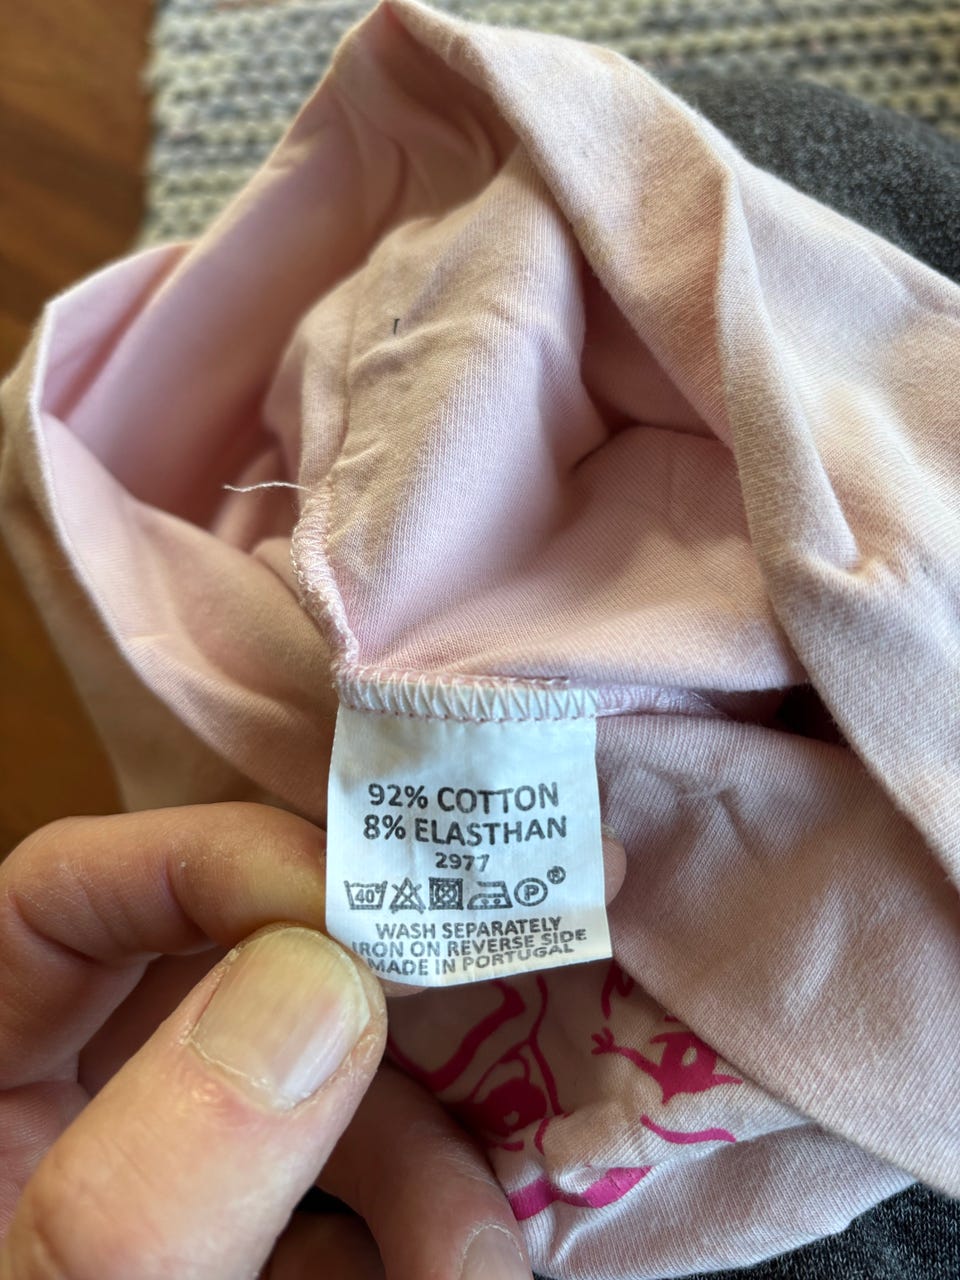 92% COTTON
8% ELASTHAN
2977
40 P ®
WASH SEPARATELY
IRON ON REVERSE SIDE
MADE IN PORTUGAL